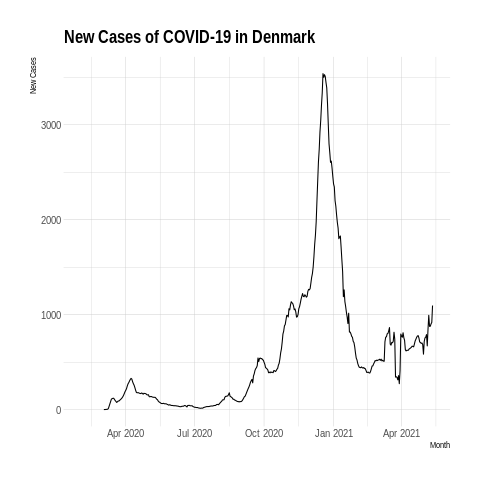 New Cases of COVID-19 in Denmark
New Cases
3000
2000
1000
0
Apr 2020 Jul 2020 Oct 2020 Jan 2021 Apr 2021
Month